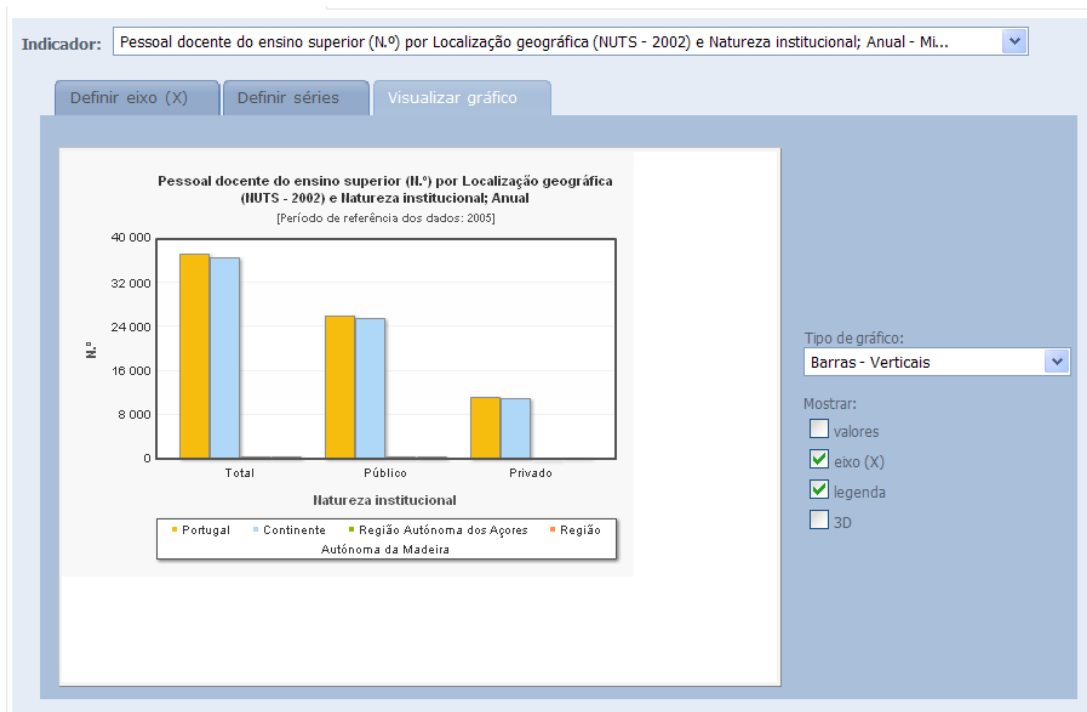 Indicador: Pessoal docente do ensino superior (N.º) por Localização geográfica (NUTS - 2002) e Natureza institucional; Anual - Mi...
Definir eixo (X) Definir séries Visualizar gráfico
Pessoal docente do ensino superior (N.º) por Localização geográfica
(NUTS - 2002) e Natureza institucional; Anual
[Período de referência dos dados: 2005]
40 000
32 000
24 000
16 000
8 000
0
N.º
Total Público Privado
Natureza institucional
Portugal Continente Região Autónoma dos Açores Região
Autónoma da Madeira
Tipo de gráfico:
Barras - Verticais
Mostrar:
valores
eixo (X)
legenda
3D